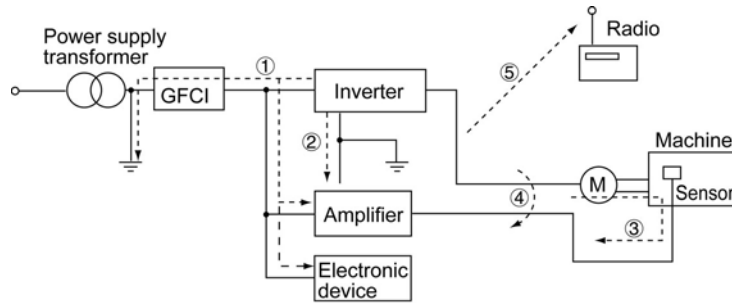 Power supply
transformer
GFCI
①
Inverter
②
Amplifier
Electronic
device
⑤
Radio
④
M
Machine
Sensor
③